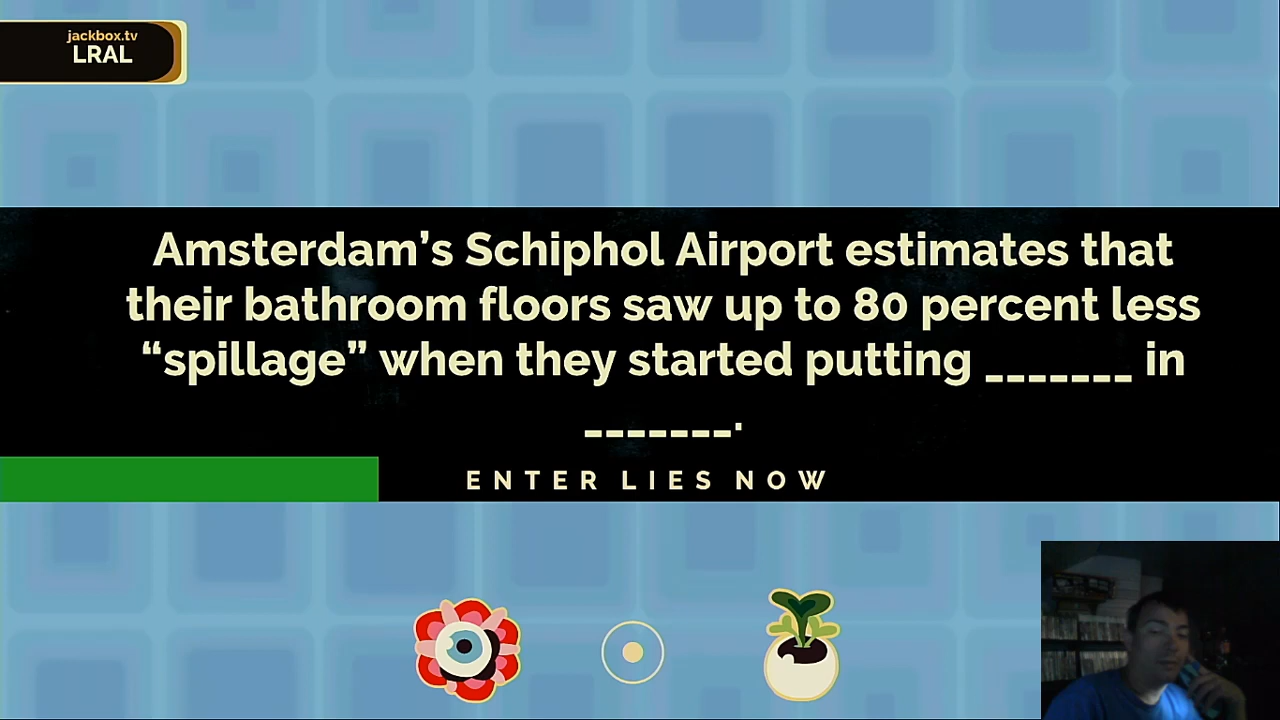 jackbox.tv
LRAL
Amsterdam’s Schiphol Airport estimates that
their bathroom floors saw up to 80 percent less
“spillage” when they started putting _______ in
_______.
ENTER LIES NOW